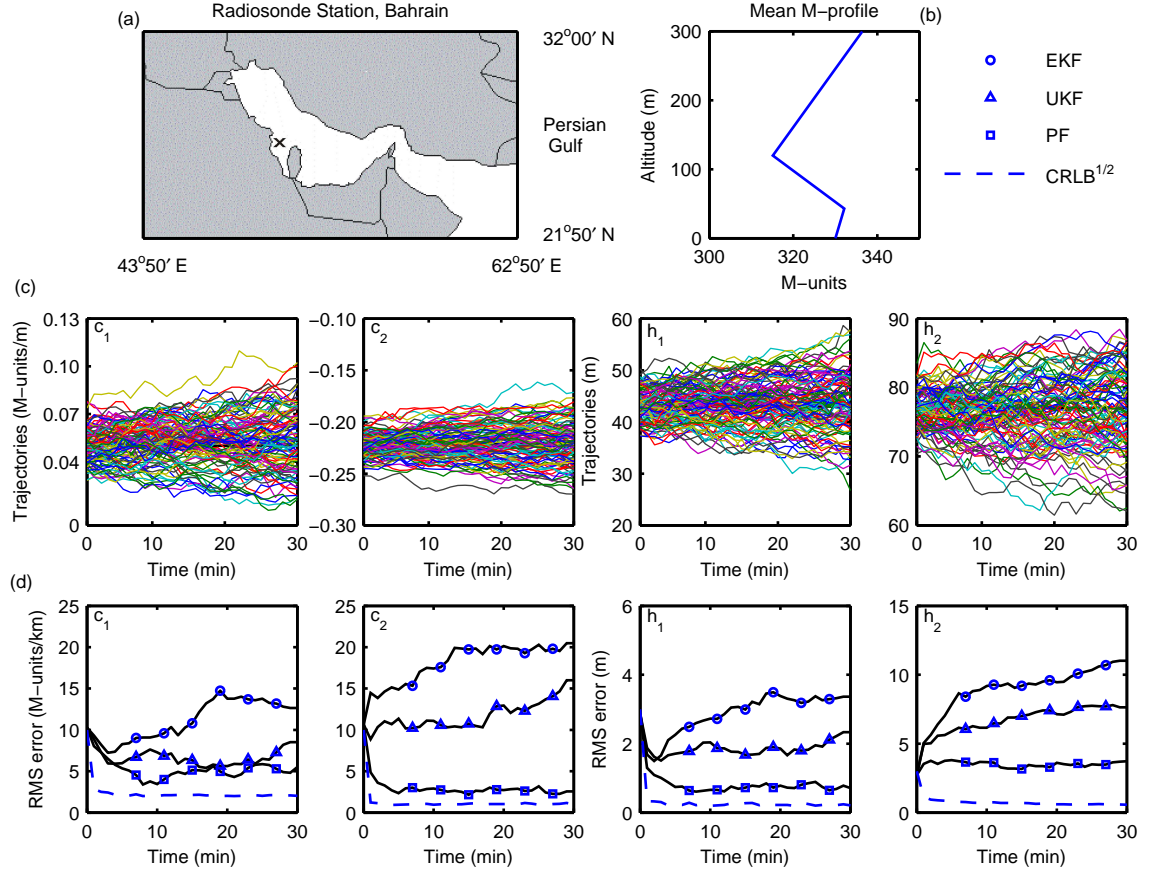 (a)
Radiosonde Station, Bahrain
32°00′ N
Persian
Gulf
21°50′ N
43°50′ E
62°50′ E
Mean M−profile
(b)
300
200
100
0
Altitude (m)
300
320
340
M−units
EKF
UKF
PF
CRLB1/2
(c)
Trajectories (M−units/m)
0.13
0.10
0.07
0.04
0
c1
0
10
20
30
Time (min)
−0.10
−0.15
−0.20
−0.25
−0.30
c2
0
10
20
30
Time (min)
Trajectories (m)
60
50
40
30
20
h1
0
10
20
30
Time (min)
90
80
70
60
h2
0
10
20
30
Time (min)
(d)
RMS error (M−units/km)
25
20
15
10
5
0
c1
0
10
20
30
Time (min)
25
20
15
10
5
0
c2
0
10
20
30
Time (min)
RMS error (m)
6
4
2
0
h1
0
10
20
30
Time (min)
15
10
5
0
h2
0
10
20
30
Time (min)